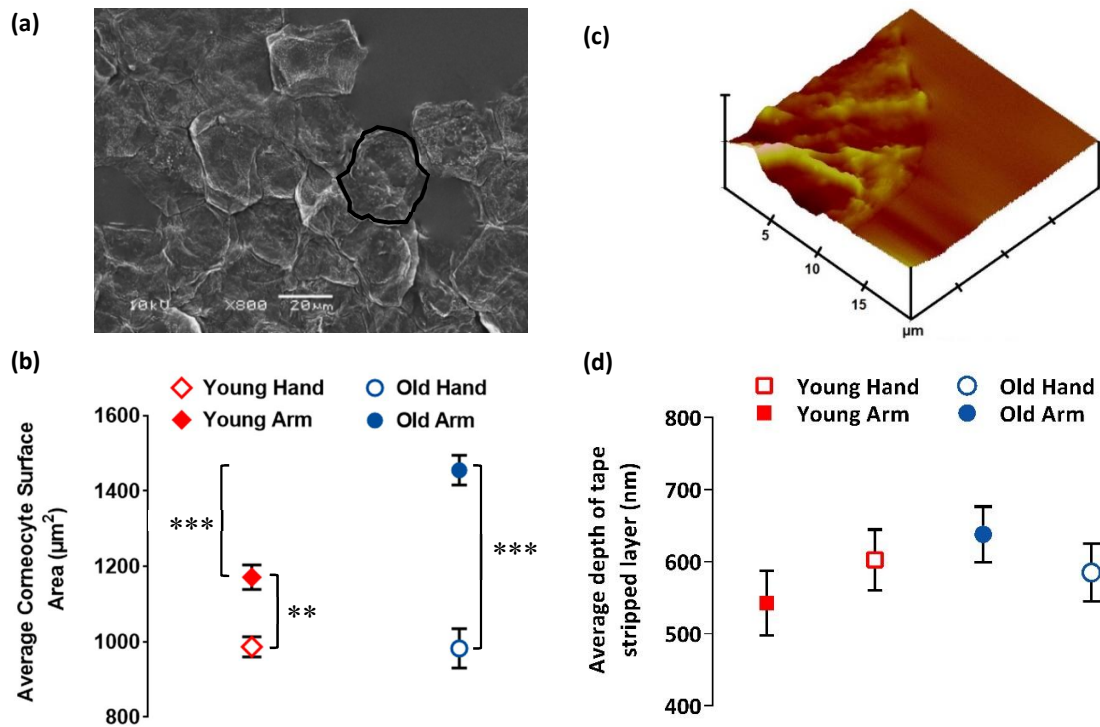 (a)
10kV X800 20µm
(b)
Young Hand Old Hand
Young Arm Old Arm
Average Corneocyte Surface
Area (µm²)
1600
1400
1200
1000
800
***
**
***
(c)
5
10
15
µm
(d)
Young Hand Old Hand
Young Arm Old Arm
Average depth of tape
stripped layer (nm)
800
700
600
500
400